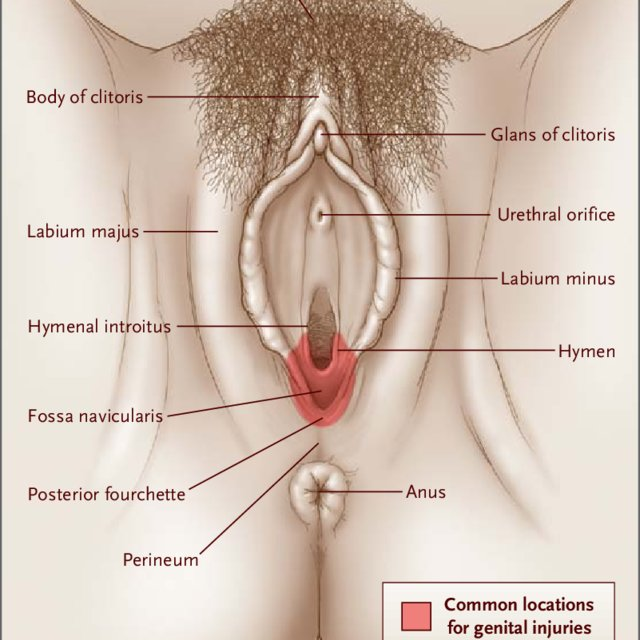 Body of clitoris
Glans of clitoris
Urethral orifice
Labium majus
Labium minus
Hymenal introitus
Hymen
Fossa navicularis
Posterior fourchette
Anus
Perineum
Common locations
for genital injuries